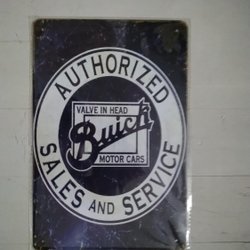 AUTHORIZED
VALVE IN HEAD
Buick
MOTOR CARS
SALES AND SERVICE